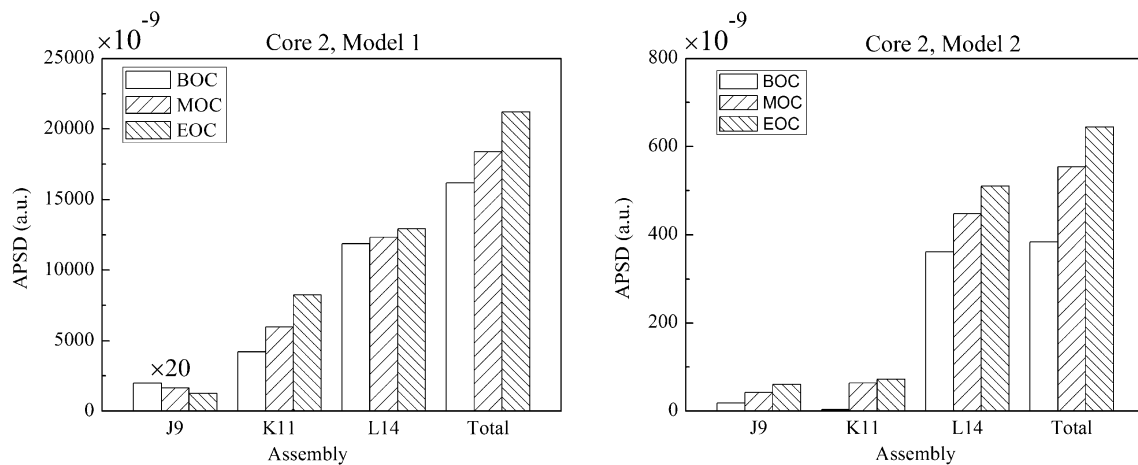 ×10⁻⁹
Core 2, Model 1
25000
20000
15000
10000
5000
0
APSD (a.u.)
BOC
MOC
EOC
×20
J9 K11 L14 Total
Assembly
×10⁻⁹
Core 2, Model 2
800
600
400
200
0
APSD (a.u.)
BOC
MOC
EOC
J9 K11 L14 Total
Assembly